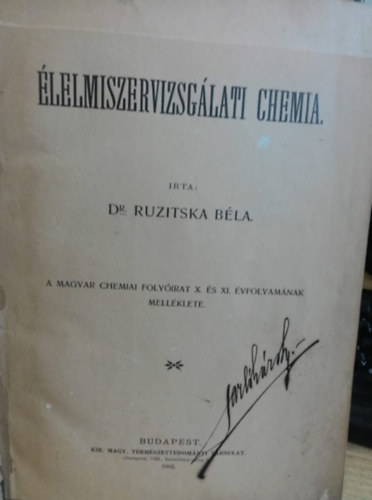 ÉLELMISZERVIZSGÁLATI CHEMIA.
IRTA:
DR. RUZITSKA BÉLA.
A MAGYAR CHEMIAI FOLYÓIRAT X. ÉS XI. ÉVFOLYAMÁNAK
MELLÉKLETE.
BUDAPEST.
KIR. MAGY. TERMÉSZETTUDOMÁNYI TÁRSULAT.